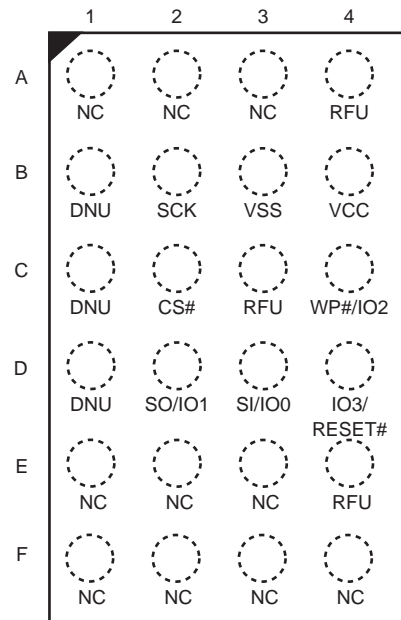 1 2 3 4
A
NC NC NC RFU
B
DNU SCK VSS VCC
C
DNU CS# RFU WP#/IO2
D
DNU SO/IO1 SI/IO0 IO3/
RESET#
E
NC NC NC RFU
F
NC NC NC NC